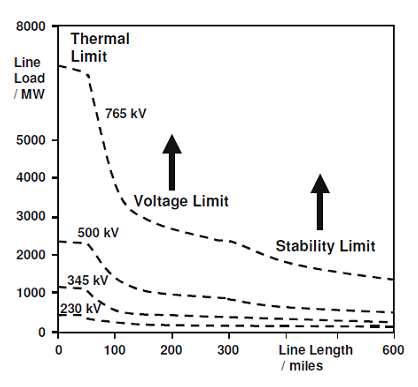 8000
Thermal
Limit
Line
Load
/ MW
765 kV
5000
4000
Voltage Limit
3000
500 kV
Stability Limit
2000
345 kV
1000
230 kV
0
0 100 200 300 Line Length 600
/ miles